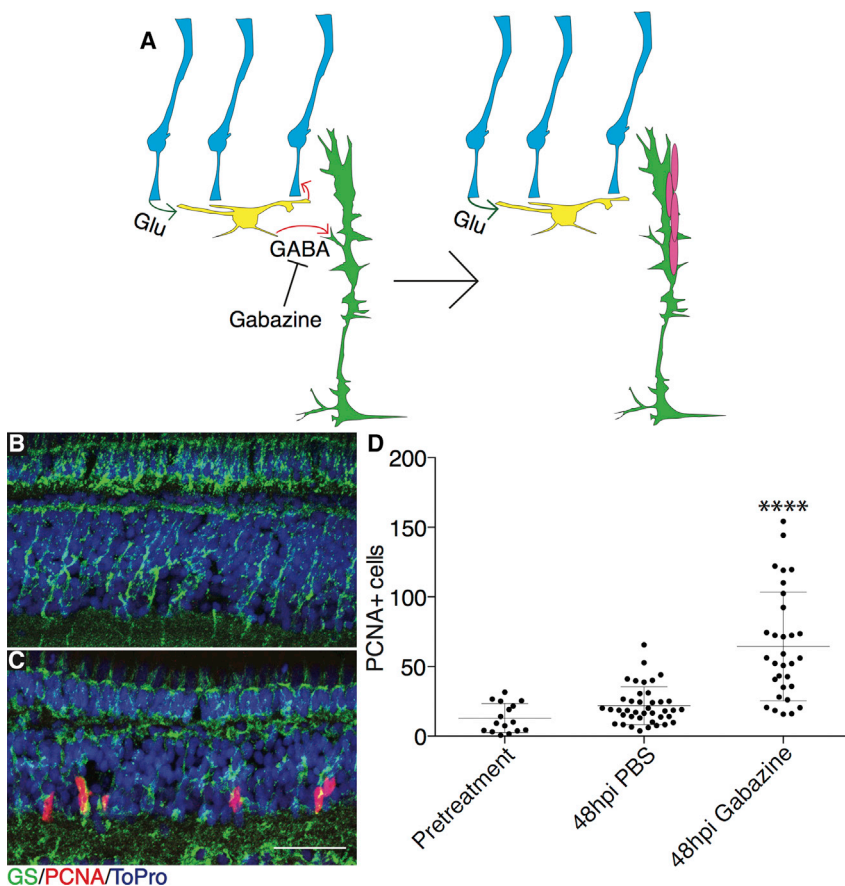 A
Glu
GABA
Gabazine
Glu
B
C
GS/PCNA/ToPro
D
PCNA+ cells
200
150
100
50
0
****
Pretreatment
48hpi PBS
48hpi Gabazine